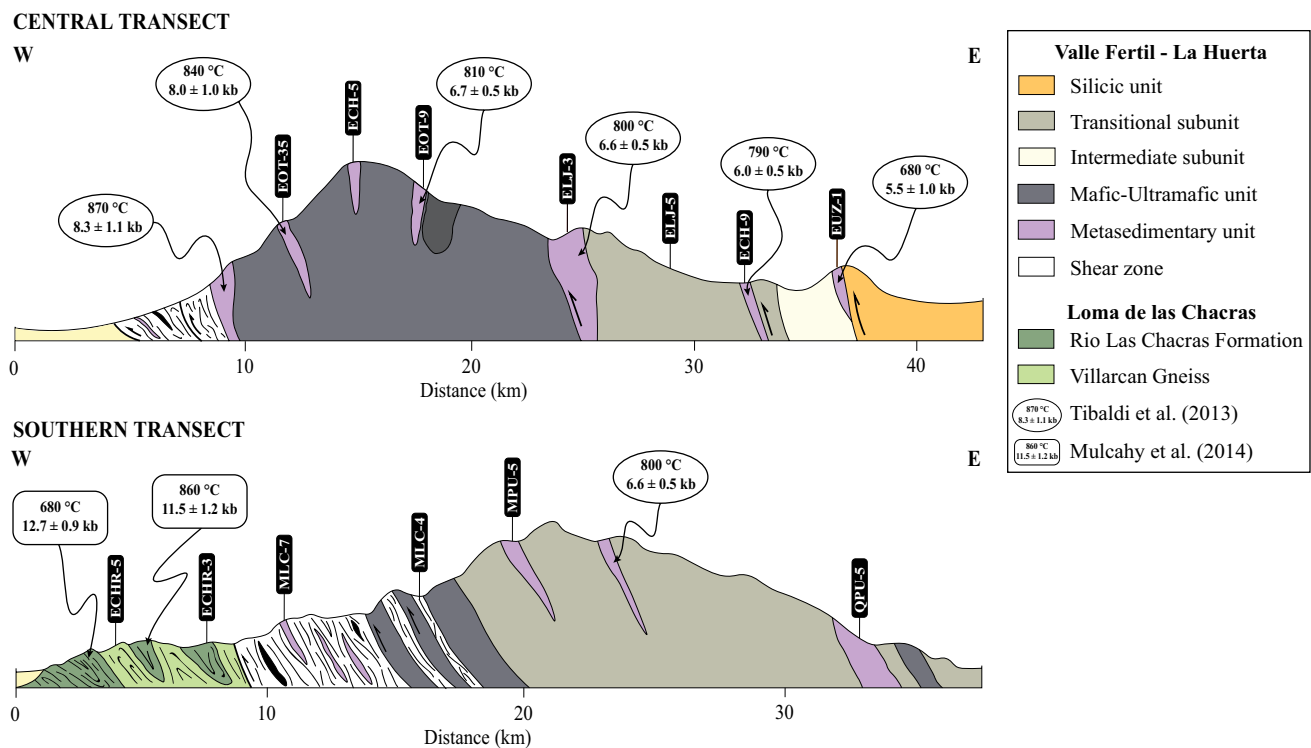 CENTRAL TRANSECT
W
E
870 °C
8.3 ± 1.1 kb
840 °C
8.0 ± 1.0 kb
EOT-35
ECH-5
EOT-9
810 °C
6.7 ± 0.5 kb
ELJ-3
800 °C
6.6 ± 0.5 kb
ELJ-5
ECH-9
790 °C
6.0 ± 0.5 kb
EUZ-1
680 °C
5.5 ± 1.0 kb
0
10
20
30
40
Distance (km)
SOUTHERN TRANSECT
W
E
680 °C
12.7 ± 0.9 kb
ECHR-5
860 °C
11.5 ± 1.2 kb
ECHR-3
MLC-7
MLC-4
MPU-5
800 °C
6.6 ± 0.5 kb
QPU-5
0
10
20
30
Distance (km)
Valle Fertil - La Huerta
Silicic unit
Transitional subunit
Intermediate subunit
Mafic-Ultramafic unit
Metasedimentary unit
Shear zone
Loma de las Chacras
Rio Las Chacras Formation
Villarcan Gneiss
870 °C
8.3 ± 1.1 kb
Tibaldi et al. (2013)
860 °C
11.5 ± 1.2 kb
Mulcahy et al. (2014)